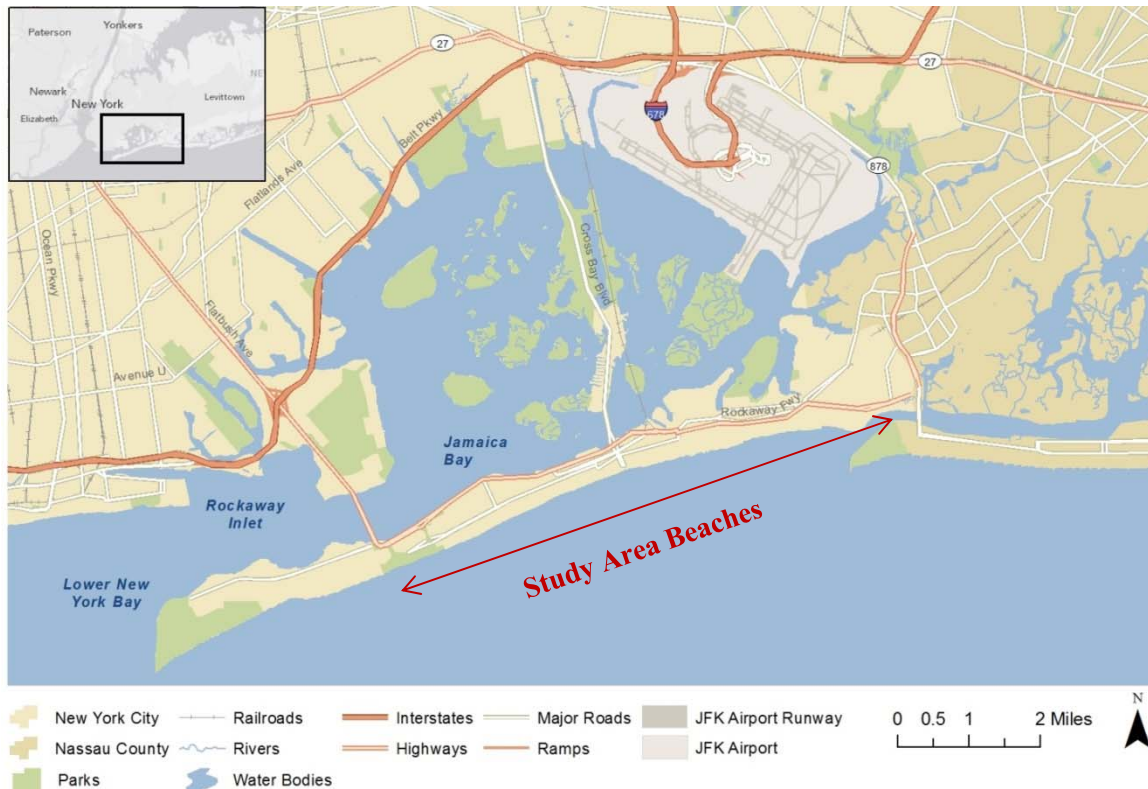 Paterson
Yonkers
NE
Newark
New York
Levittown
Elizabeth
27
27
678
878
Belt Pkwy
Flatlands Ave
Ocean Pkwy
Cross Bay Blvd
Flatbush Ave
Avenue U
Rockaway Fwy
Jamaica
Bay
Rockaway
Inlet
Lower New
York Bay
Study Area Beaches
New York City
Railroads
Interstates
Major Roads
JFK Airport Runway
0 0.5 1 2 Miles
N
Nassau County
Rivers
Highways
Ramps
JFK Airport
Parks
Water Bodies